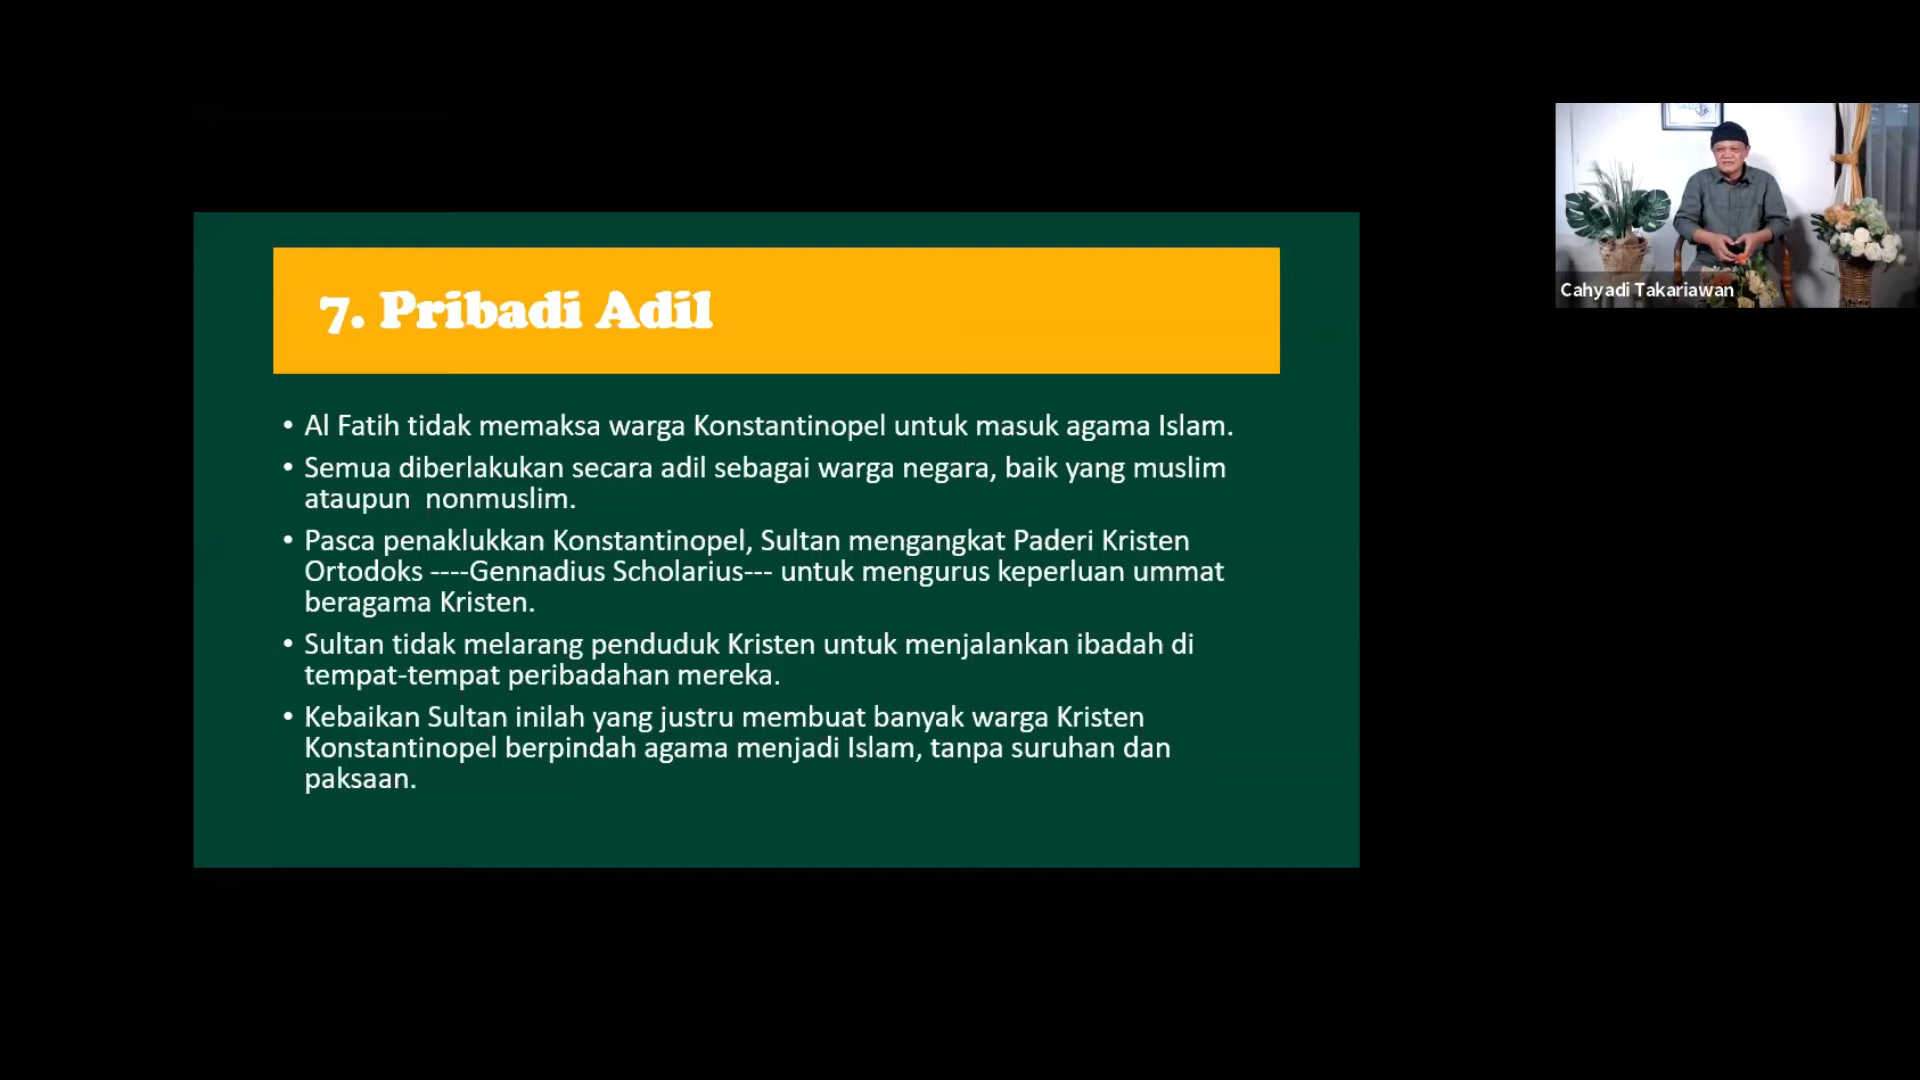 7. Pribadi Adil
• Al Fatih tidak memaksa warga Konstantinopel untuk masuk agama Islam.
• Semua diberlakukan secara adil sebagai warga negara, baik yang muslim
ataupun  nonmuslim.
• Pasca penaklukkan Konstantinopel, Sultan mengangkat Paderi Kristen
Ortodoks ----Gennadius Scholarius--- untuk mengurus keperluan ummat
beragama Kristen.
• Sultan tidak melarang penduduk Kristen untuk menjalankan ibadah di
tempat-tempat peribadahan mereka.
• Kebaikan Sultan inilah yang justru membuat banyak warga Kristen
Konstantinopel berpindah agama menjadi Islam, tanpa suruhan dan
paksaan.
Cahyadi Takariawan